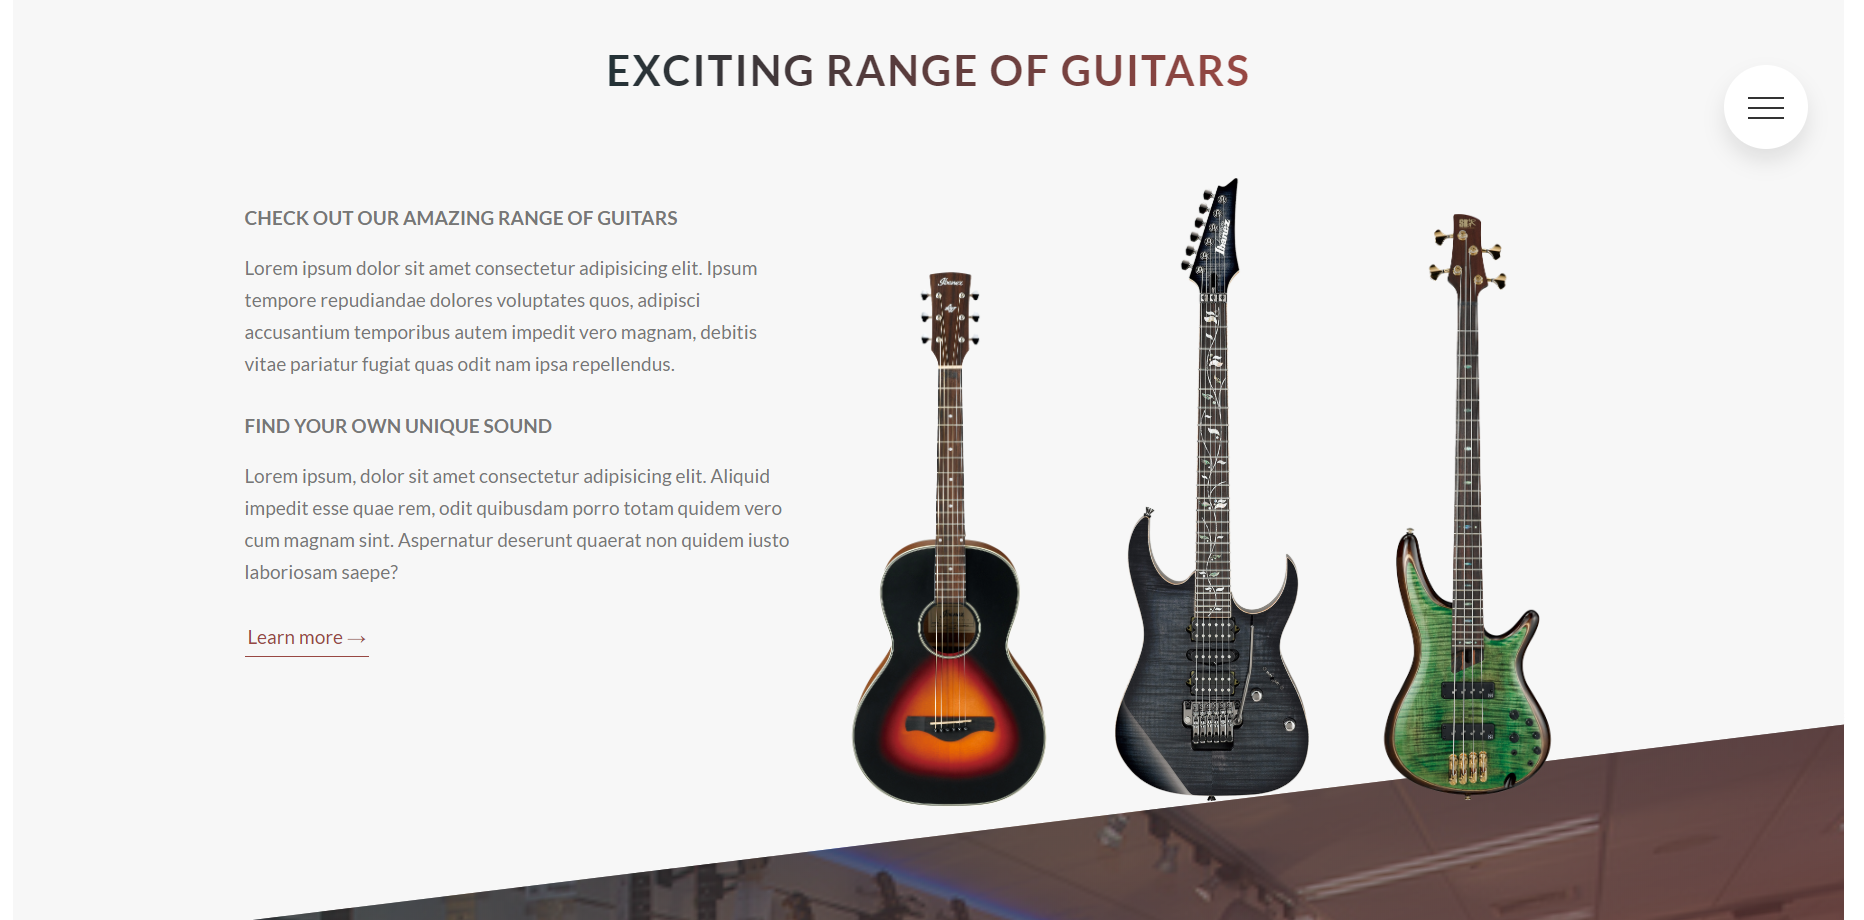 EXCITING RANGE OF GUITARS
CHECK OUT OUR AMAZING RANGE OF GUITARS
Lorem ipsum dolor sit amet consectetur adipisicing elit. Ipsum
tempore repudiandae dolores voluptates quos, adipisci
accusantium temporibus autem impedit vero magnam, debitis
vitae pariatur fugiat quas odit nam ipsa repellendus.
FIND YOUR OWN UNIQUE SOUND
Lorem ipsum, dolor sit amet consectetur adipisicing elit. Aliquid
impedit esse quae rem, odit quibusdam porro totam quidem vero
cum magnam sint. Aspernatur deserunt quaerat non quidem iusto
laboriosam saepe?
Learn more →
Ibanez
Ibanez